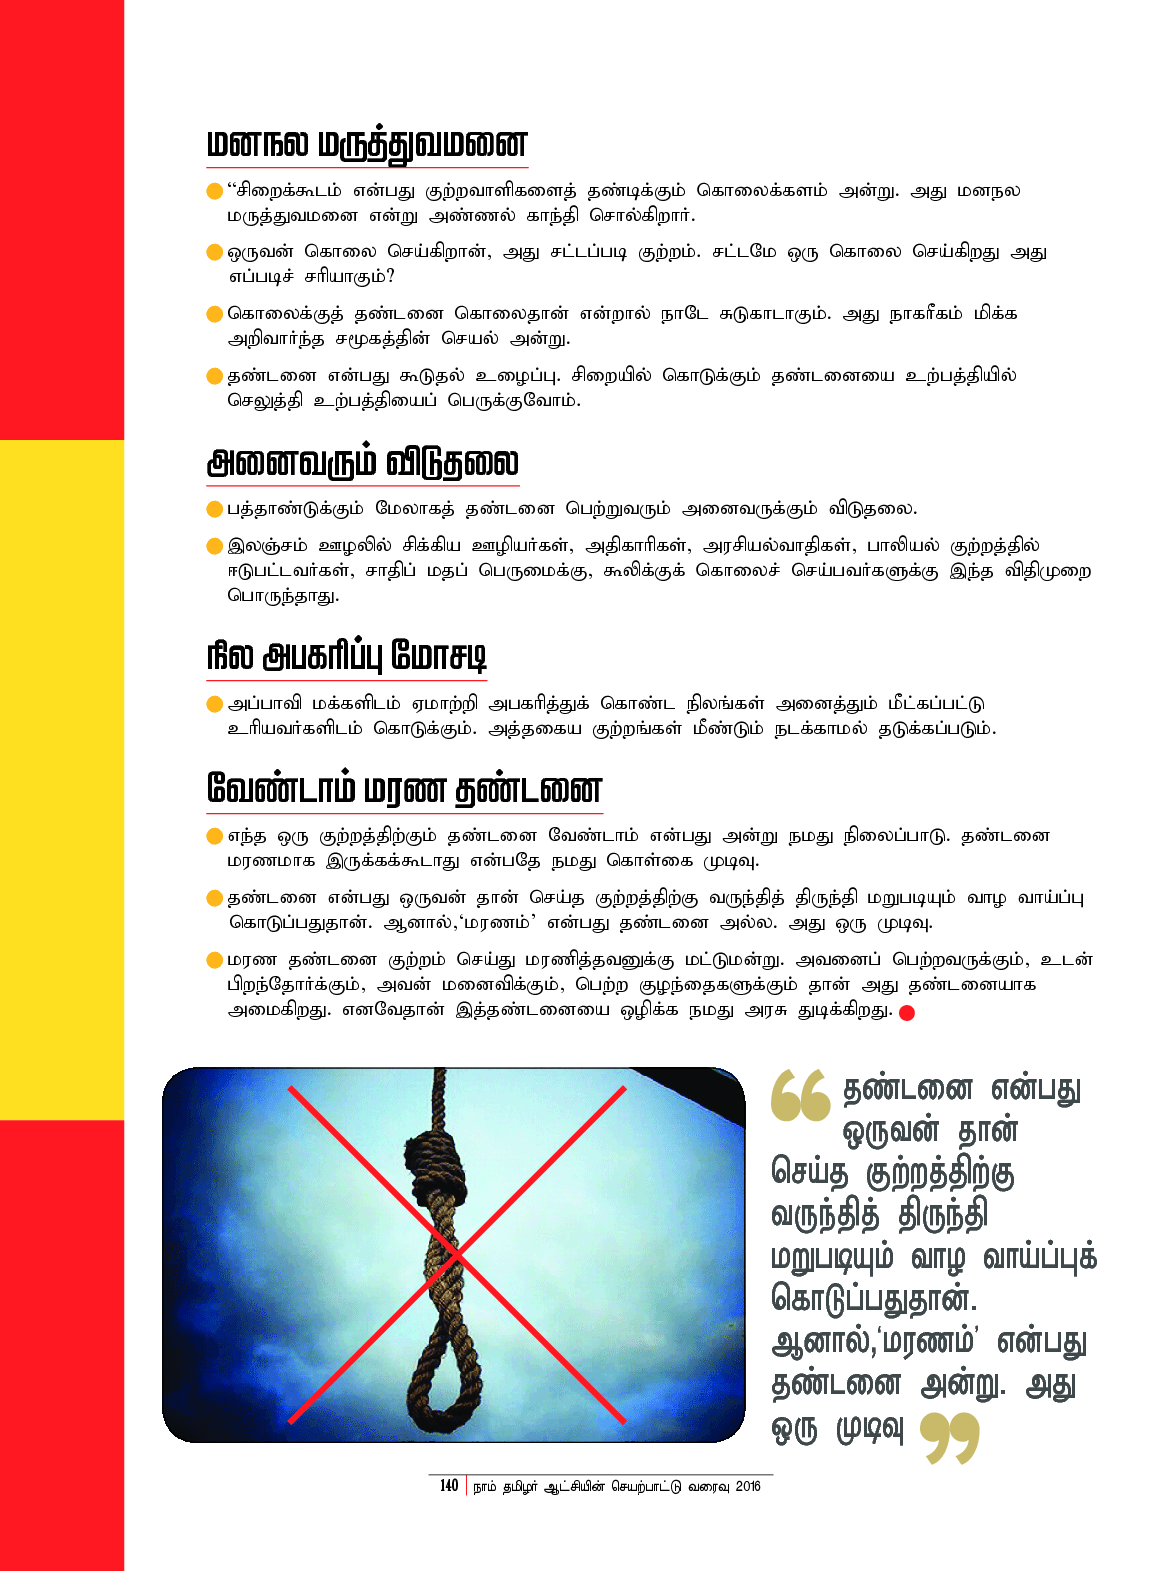 மனநல மருத்துவமனை
“சிறைக்கூடம் என்பது குற்றவாளிகளைத் தண்டிக்கும் கொலைக்களம் அன்று. அது மனநல
மருத்துவமனை என்று அண்ணல் காந்தி சொல்கிறார்.
ஒருவன் கொலை செய்கிறான், அது சட்டப்படி குற்றம். சட்டமே ஒரு கொலை செய்கிறது அது
எப்படிச் சரியாகும்?
கொலைக்குத் தண்டனை கொலைதான் என்றால் நாடே சுடுகாடாகும். அது நாகரீகம் மிக்க
அறிவார்ந்த சமூகத்தின் செயல் அன்று.
தண்டனை என்பது கூடுதல் உழைப்பு. சிறையில் கொடுக்கும் தண்டனையை உற்பத்தியில்
செலுத்தி உற்பத்தியைப் பெருக்குவோம்.
அனைவரும் விடுதலை
பத்தாண்டுக்கும் மேலாகத் தண்டனை பெற்றுவரும் அனைவருக்கும் விடுதலை.
இலஞ்சம் ஊழலில் சிக்கிய ஊழியர்கள், அதிகாரிகள், அரசியல்வாதிகள், பாலியல் குற்றத்தில்
ஈடுபட்டவர்கள், சாதிப் மதப் பெருமைக்கு, கூலிக்குக் கொலைச் செய்பவர்களுக்கு இந்த விதிமுறை
பொருந்தாது.
நில அபகரிப்பு மோசடி
அப்பாவி மக்களிடம் ஏமாற்றி அபகரித்துக் கொண்ட நிலங்கள் அனைத்தும் மீட்கப்பட்டு
உரியவர்களிடம் கொடுக்கும். அத்தகைய குற்றங்கள் மீண்டும் நடக்காமல் தடுக்கப்படும்.
வேண்டாம் மரண தண்டனை
எந்த ஒரு குற்றத்திற்கும் தண்டனை வேண்டாம் என்பது அன்று நமது நிலைப்பாடு. தண்டனை
மரணமாக இருக்கக்கூடாது என்பதே நமது கொள்கை முடிவு.
தண்டனை என்பது ஒருவன் தான் செய்த குற்றத்திற்கு வருந்தித் திருந்தி மறுபடியும் வாழ வாய்ப்பு
கொடுப்பதுதான். ஆனால்,‘மரணம்’ என்பது தண்டனை அல்ல. அது ஒரு முடிவு.
மரண தண்டனை குற்றம் செய்து மரணித்தவனுக்கு மட்டுமன்று. அவனைப் பெற்றவருக்கும், உடன்
பிறந்தோர்க்கும், அவன் மனைவிக்கும், பெற்ற குழந்தைகளுக்கும் தான் அது தண்டனையாக
அமைகிறது. எனவேதான் இத்தண்டனையை ஒழிக்க நமது அரசு துடிக்கிறது.
“ தண்டனை என்பது
ஒருவன் தான்
செய்த குற்றத்திற்கு
வருந்தித் திருந்தி
மறுபடியும் வாழ வாய்ப்புக்
கொடுப்பதுதான்.
ஆனால்,‘மரணம்’ என்பது
தண்டனை அன்று. அது
ஒரு முடிவு ”
140 நாம் தமிழர் ஆட்சியின் செயற்பாட்டு வரைவு 2016